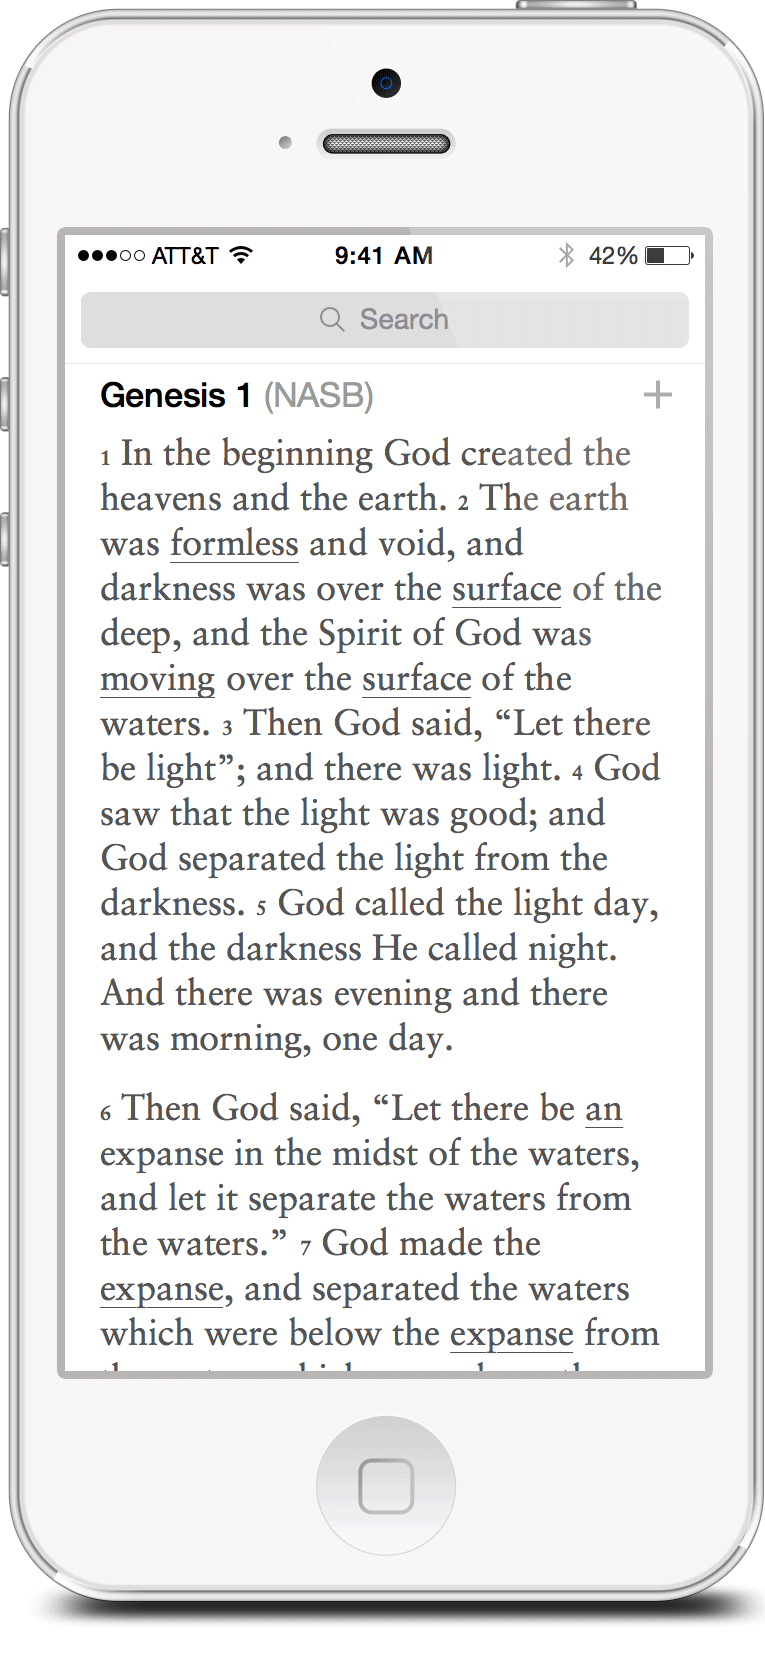 ATT&T 9:41 AM 42%
Search
Genesis 1 (NASB)
1 In the beginning God created the
heavens and the earth. 2 The earth
was formless and void, and
darkness was over the surface of the
deep, and the Spirit of God was
moving over the surface of the
waters. 3 Then God said, “Let there
be light”; and there was light. 4 God
saw that the light was good; and
God separated the light from the
darkness. 5 God called the light day,
and the darkness He called night.
And there was evening and there
was morning, one day.
6 Then God said, “Let there be an
expanse in the midst of the waters,
and let it separate the waters from
the waters.” 7 God made the
expanse, and separated the waters
which were below the expanse from